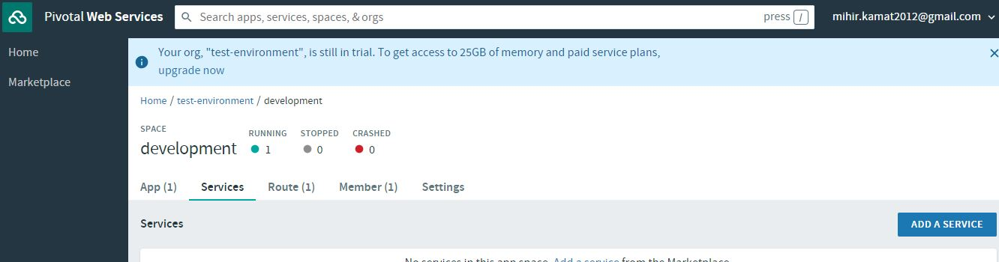 Pivotal Web Services
Search apps, services, spaces, & orgs
press /
mihir.kamat2012@gmail.com
Home
Marketplace
Your org, "test-environment", is still in trial. To get access to 25GB of memory and paid service plans,
upgrade now
Home / test-environment / development
SPACE
development
RUNNING
1
STOPPED
0
CRASHED
0
App (1) Services Route (1) Member (1) Settings
Services
ADD A SERVICE
No services in this app space. Add a service from the Marketplace.